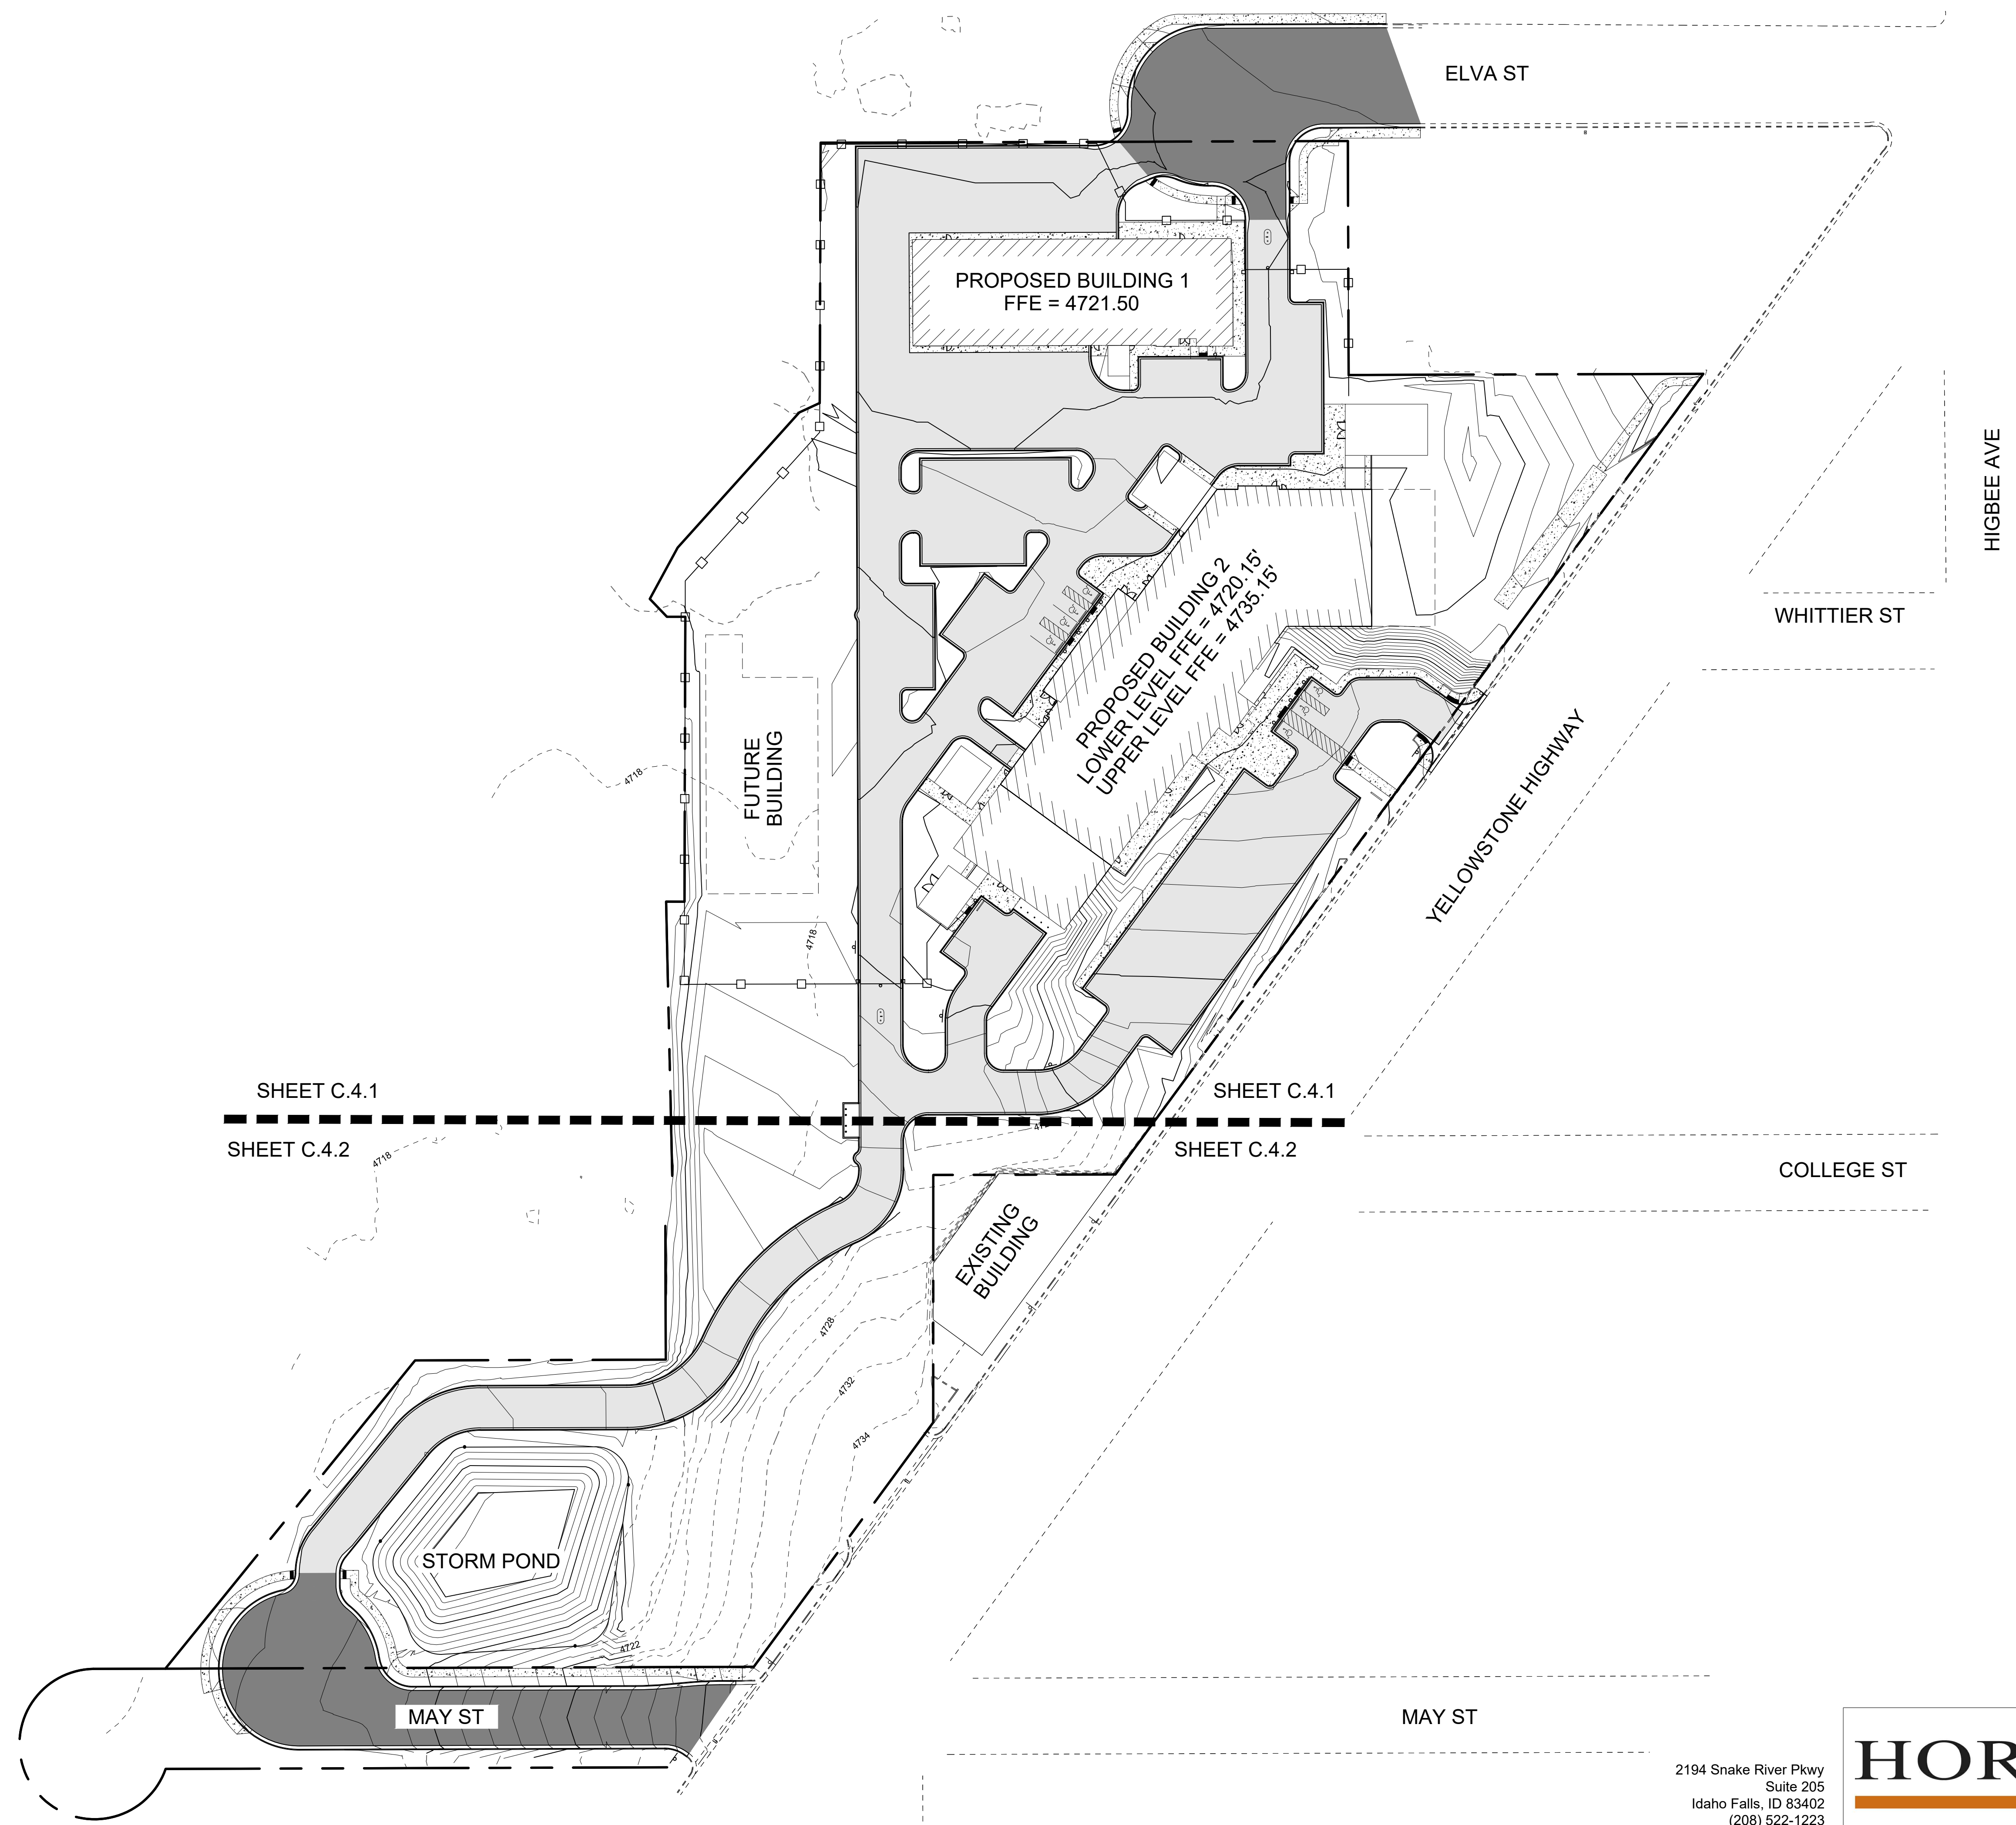 ELVA ST
PROPOSED BUILDING 1
FFE = 4721.50
HIGBEE AVE
PROPOSED BUILDING 2
LOWER LEVEL FFE = 4720.15'
UPPER LEVEL FFE = 4735.15'
WHITTIER ST
FUTURE
BUILDING
4718
YELLOWSTONE HIGHWAY
4718
SHEET C.4.1
SHEET C.4.1
SHEET C.4.2
SHEET C.4.2
4718
COLLEGE ST
EXISTING
BUILDING
4728
4732
4734
STORM POND
4722
MAY ST
MAY ST
2194 Snake River Pkwy
Suite 205
Idaho Falls, ID 83402
(208) 522-1223
HOR